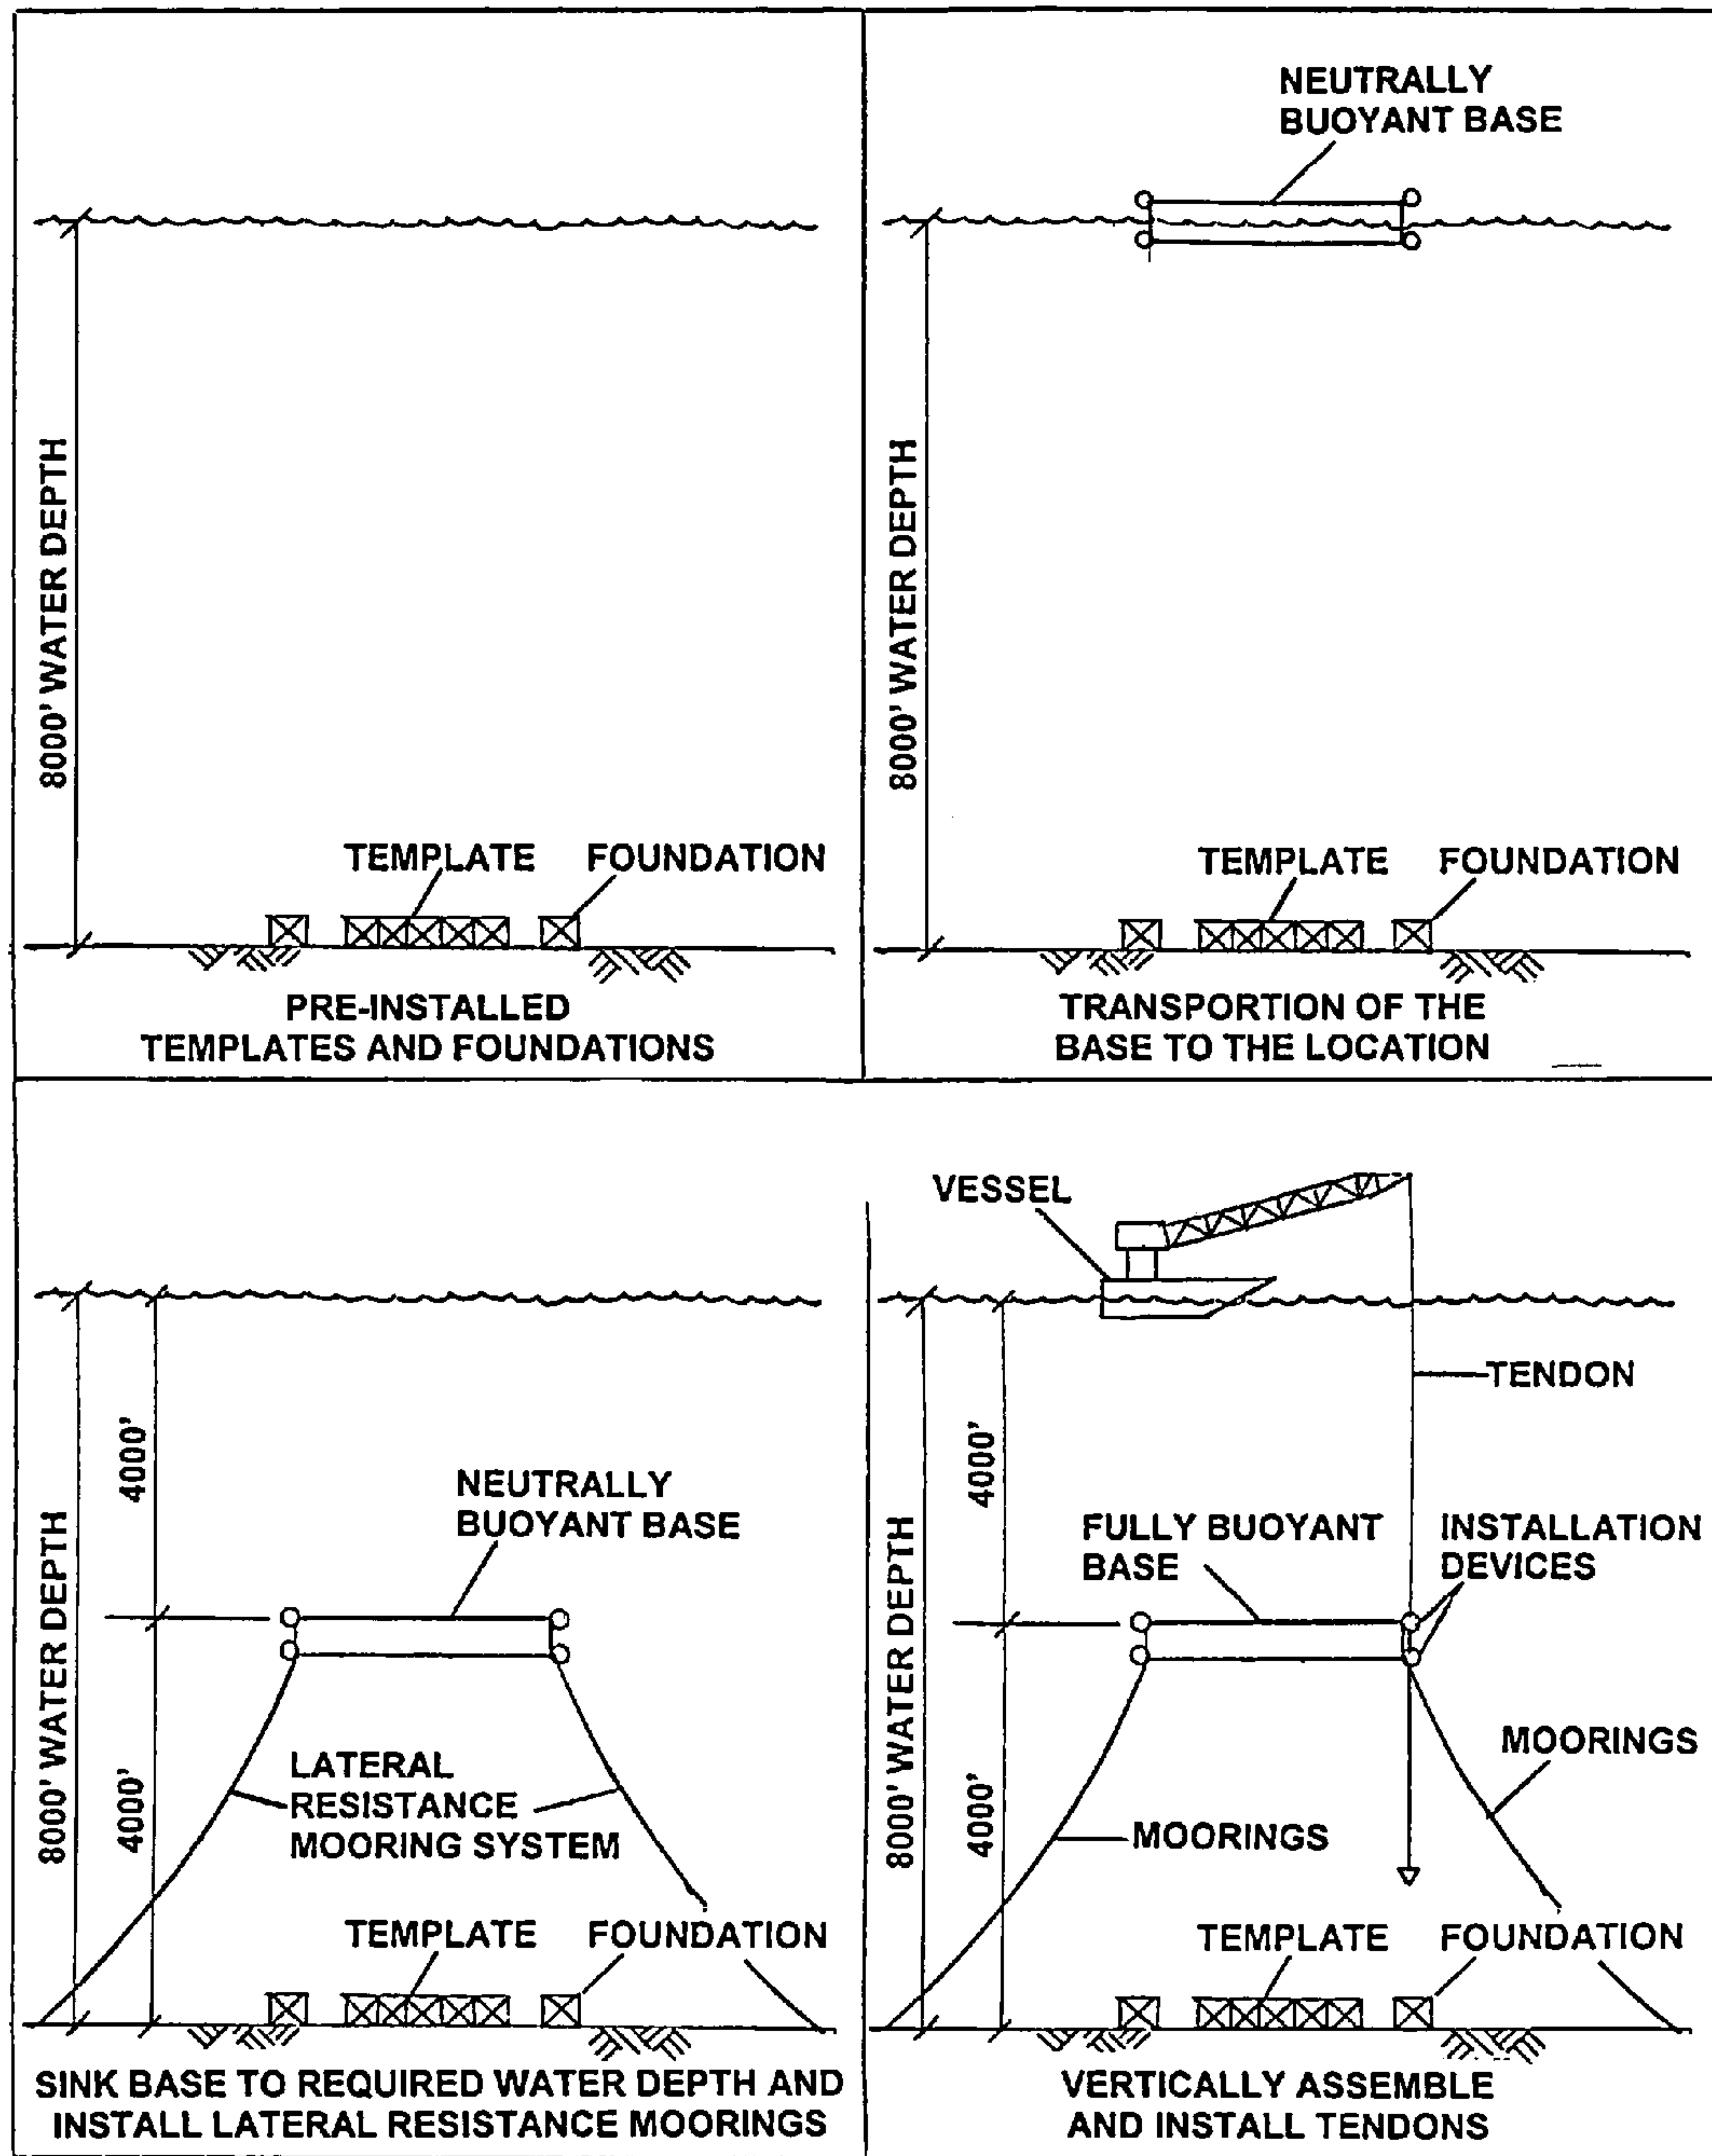 8000' WATER DEPTH
TEMPLATE
FOUNDATION
PRE-INSTALLED
TEMPLATES AND FOUNDATIONS
NEUTRALLY
BUOYANT BASE
8000' WATER DEPTH
TEMPLATE
FOUNDATION
TRANSPORTION OF THE
BASE TO THE LOCATION
8000' WATER DEPTH
4000'
4000'
NEUTRALLY
BUOYANT BASE
LATERAL
RESISTANCE
MOORING SYSTEM
TEMPLATE
FOUNDATION
SINK BASE TO REQUIRED WATER DEPTH AND
INSTALL LATERAL RESISTANCE MOORINGS
VESSEL
TENDON
8000' WATER DEPTH
4000'
4000'
FULLY BUOYANT
BASE
INSTALLATION
DEVICES
MOORINGS
MOORINGS
TEMPLATE
FOUNDATION
VERTICALLY ASSEMBLE
AND INSTALL TENDONS